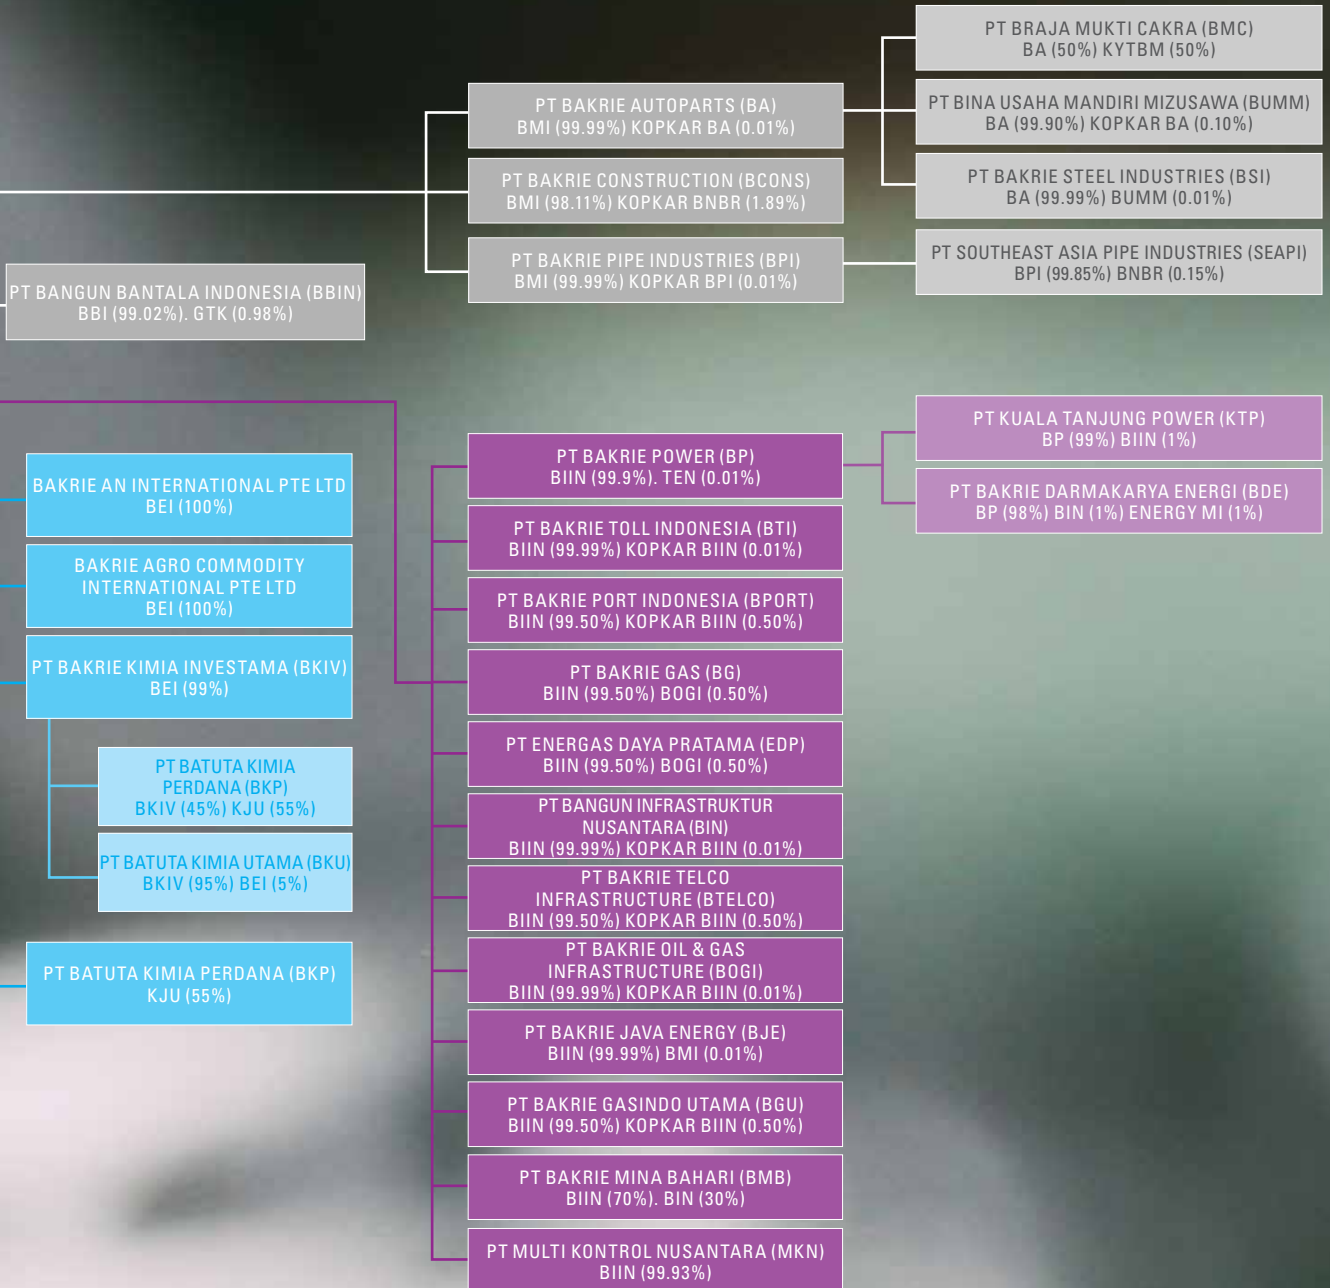 PT BRAJA MUKTI CAKRA (BMC)
BA (50%) KYTBM (50%)
PT BAKRIE AUTOPARTS (BA)
BMI (99.99%) KOPKAR BA (0.01%)
PT BINA USAHA MANDIRI MIZUSAWA (BUMM)
BA (99.90%) KOPKAR BA (0.10%)
PT BAKRIE CONSTRUCTION (BCONS)
BMI (98.11%) KOPKAR BNBR (1.89%)
PT BAKRIE STEEL INDUSTRIES (BSI)
BA (99.99%) BUMM (0.01%)
PT BAKRIE PIPE INDUSTRIES (BPI)
BMI (99.99%) KOPKAR BPI (0.01%)
PT SOUTHEAST ASIA PIPE INDUSTRIES (SEAPI)
BPI (99.85%) BNBR (0.15%)
PT BANGUN BANTALA INDONESIA (BBIN)
BBI (99.02%). GTK (0.98%)
BAKRIE AN INTERNATIONAL PTE LTD
BEI (100%)
BAKRIE AGRO COMMODITY
INTERNATIONAL PTE LTD
BEI (100%)
PT BAKRIE KIMIA INVESTAMA (BKIV)
BEI (99%)
PT BATUTA KIMIA
PERDANA (BKP)
BKIV (45%) KJU (55%)
PT BATUTA KIMIA UTAMA (BKU)
BKIV (95%) BEI (5%)
PT BATUTA KIMIA PERDANA (BKP)
KJU (55%)
PT BAKRIE POWER (BP)
BIIN (99.9%). TEN (0.01%)
PT BAKRIE TOLL INDONESIA (BTI)
BIIN (99.99%) KOPKAR BIIN (0.01%)
PT BAKRIE PORT INDONESIA (BPORT)
BIIN (99.50%) KOPKAR BIIN (0.50%)
PT BAKRIE GAS (BG)
BIIN (99.50%) BOGI (0.50%)
PT ENERGAS DAYA PRATAMA (EDP)
BIIN (99.50%) BOGI (0.50%)
PT BANGUN INFRASTRUKTUR
NUSANTARA (BIN)
BIIN (99.99%) KOPKAR BIIN (0.01%)
PT BAKRIE TELCO
INFRASTRUCTURE (BTELCO)
BIIN (99.50%) KOPKAR BIIN (0.50%)
PT BAKRIE OIL & GAS
INFRASTRUCTURE (BOGI)
BIIN (99.99%) KOPKAR BIIN (0.01%)
PT BAKRIE JAVA ENERGY (BJE)
BIIN (99.99%) BMI (0.01%)
PT BAKRIE GASINDO UTAMA (BGU)
BIIN (99.50%) KOPKAR BIIN (0.50%)
PT BAKRIE MINA BAHARI (BMB)
BIIN (70%). BIN (30%)
PT MULTI KONTROL NUSANTARA (MKN)
BIIN (99.93%)
PT KUALA TANJUNG POWER (KTP)
BP (99%) BIIN (1%)
PT BAKRIE DARMAKARYA ENERGI (BDE)
BP (98%) BIN (1%) ENERGY MI (1%)